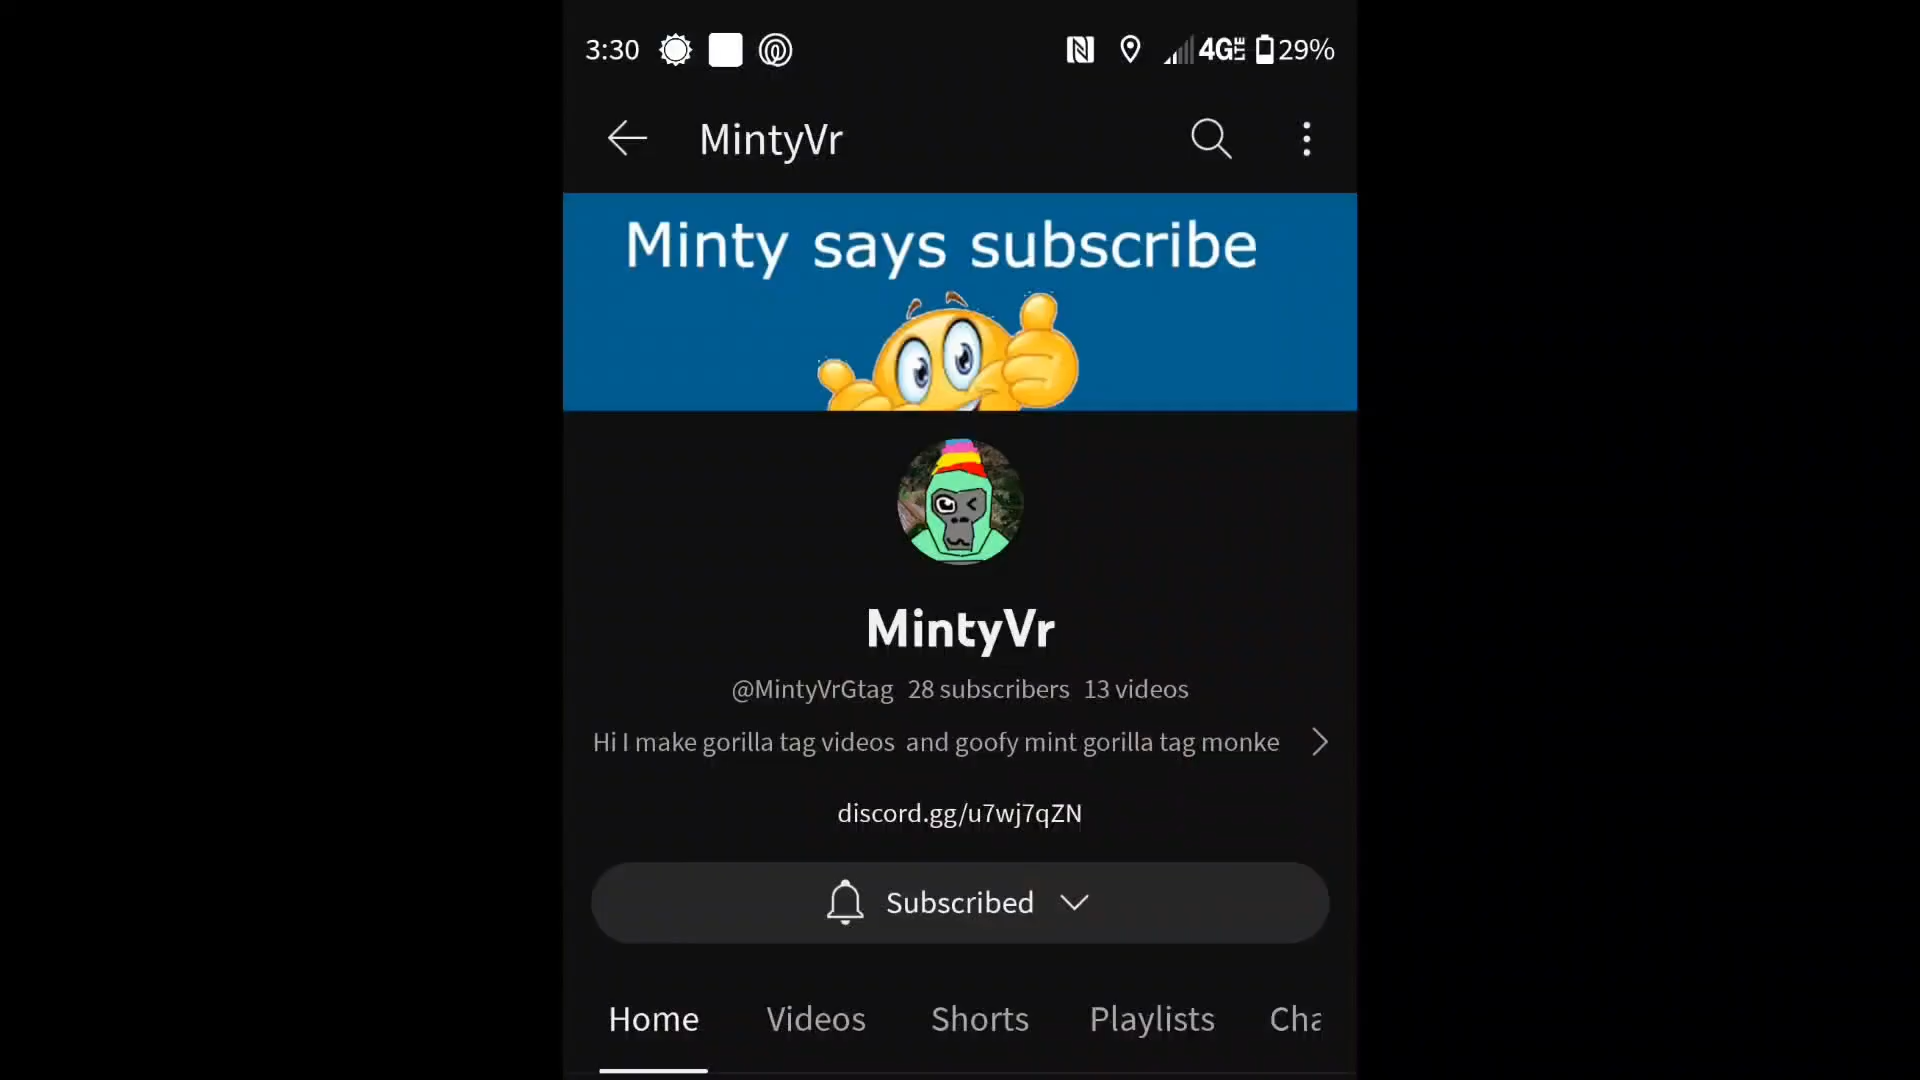 3:30 4G LTE 29%
MintyVr
Minty says subscribe
MintyVr
@MintyVrGtag 28 subscribers 13 videos
Hi I make gorilla tag videos and goofy mint gorilla tag monke
discord.gg/u7wj7qZN
Subscribed
Home Videos Shorts Playlists Cha